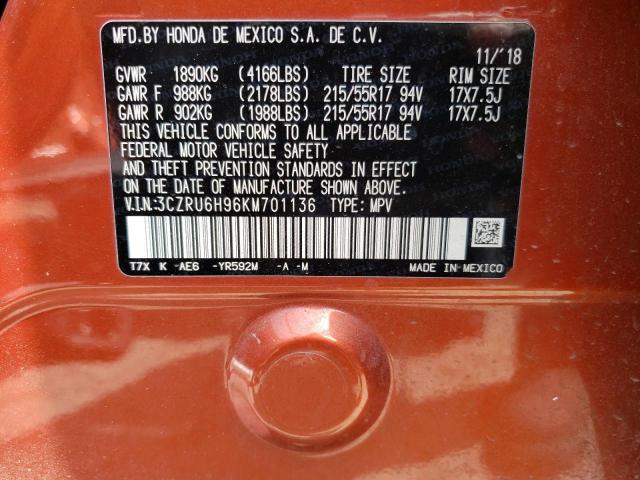 MFD.BY HONDA DE MEXICO S.A. DE C.V.
11/'18
GVWR 1890KG (4166LBS) TIRE SIZE RIM SIZE
GAWR F 988KG (2178LBS) 215/55R17 94V 17X7.5J
GAWR R 902KG (1988LBS) 215/55R17 94V 17X7.5J
THIS VEHICLE CONFORMS TO ALL APPLICABLE
FEDERAL MOTOR VEHICLE SAFETY
AND THEFT PREVENTION STANDARDS IN EFFECT
ON THE DATE OF MANUFACTURE SHOWN ABOVE.
V.I.N.:3CZRU6H96KM701136 TYPE: MPV
T7X K -AE6 -YR592M -A -M MADE IN MEXICO